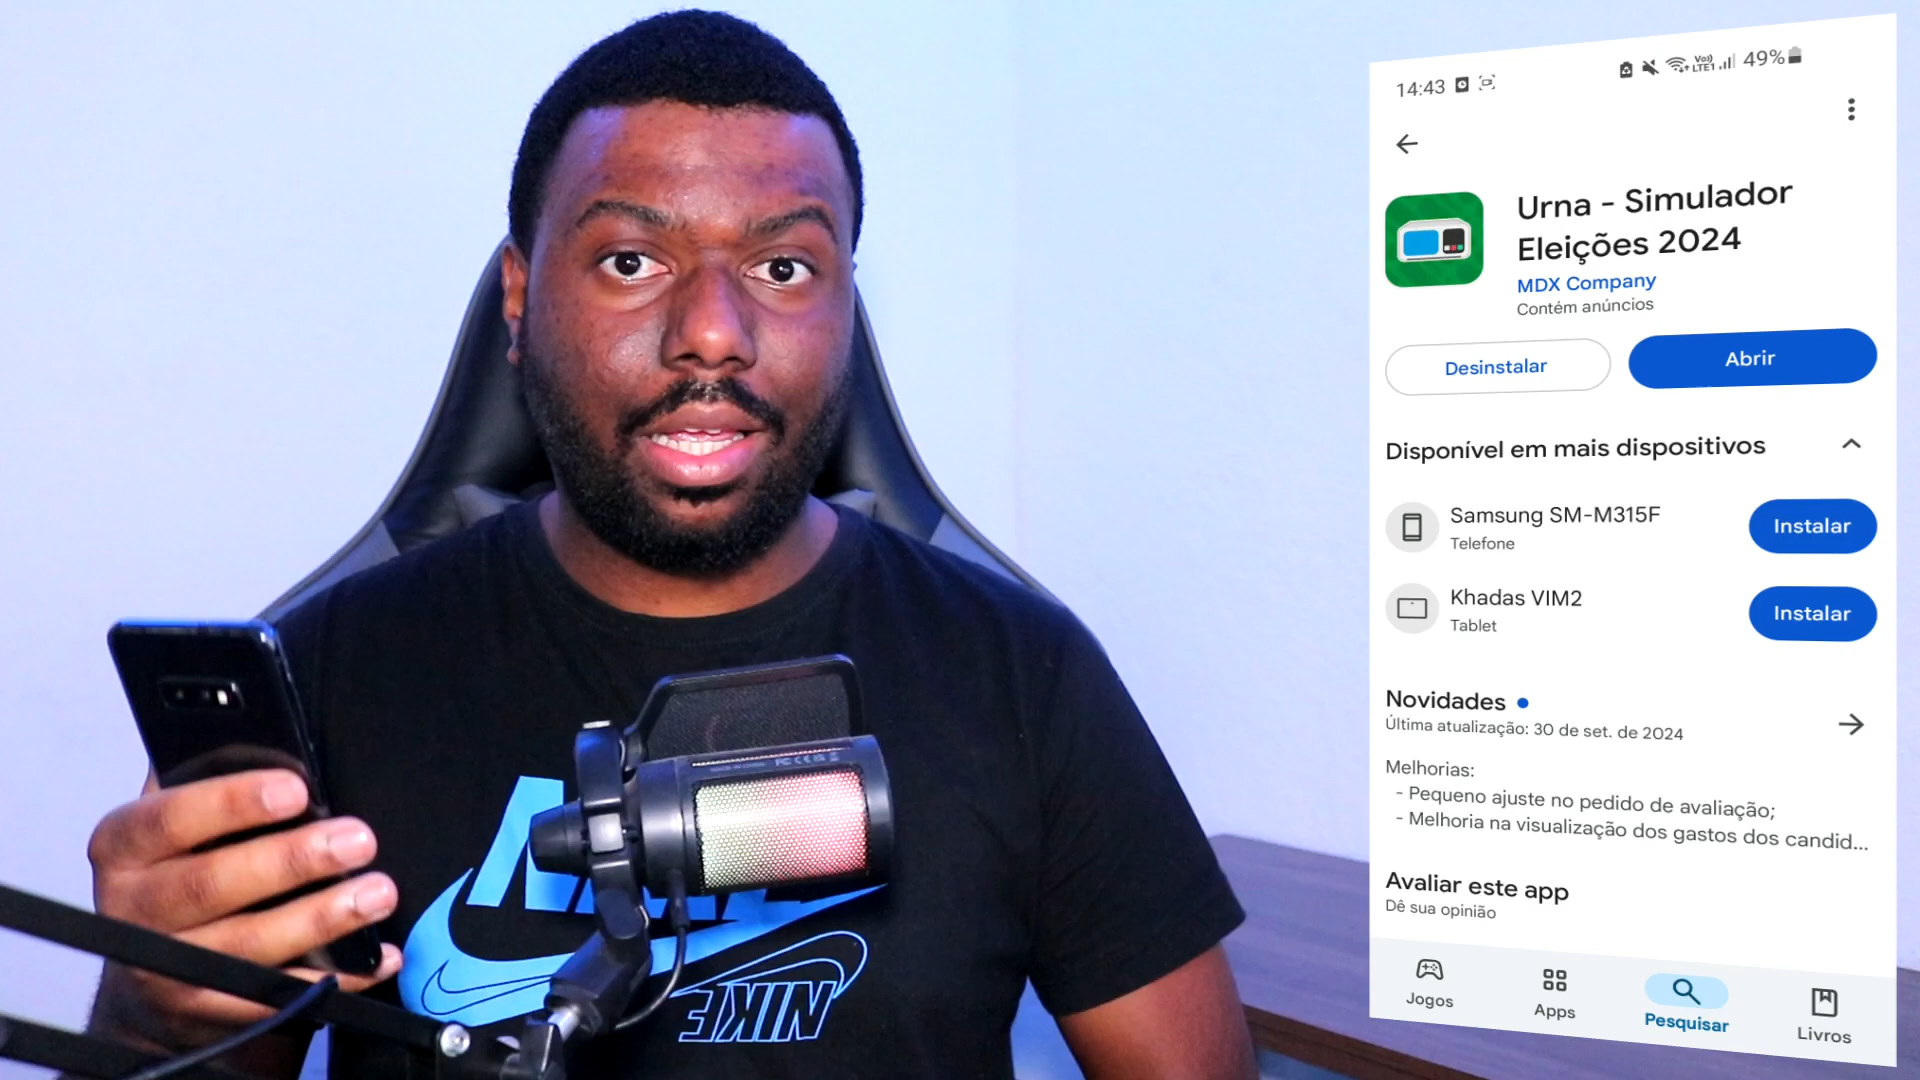 14:43
Vo))
LTE1
49%
Urna - Simulador
Eleições 2024
MDX Company
Contém anúncios
Desinstalar
Abrir
Disponível em mais dispositivos
Samsung SM-M315F
Telefone
Instalar
Khadas VIM2
Tablet
Instalar
Novidades
Última atualização: 30 de set. de 2024
Melhorias:
- Pequeno ajuste no pedido de avaliação;
- Melhoria na visualização dos gastos dos candid...
Avaliar este app
Dê sua opinião
Jogos
Apps
Pesquisar
Livros
NIKE